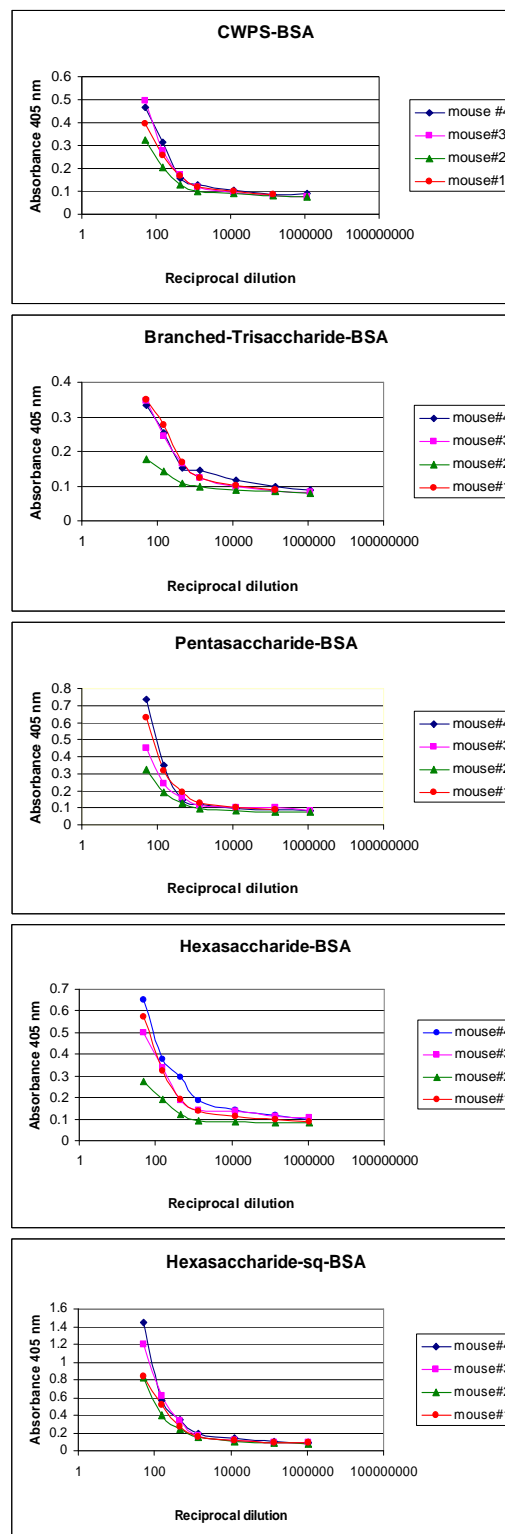 CWPS-BSA
Absorbance 405 nm
0.6
0.5
0.4
0.3
0.2
0.1
0
1 100 10000 1000000 100000000
Reciprocal dilution
mouse #4
mouse#3
mouse#2
mouse#1
Branched-Trisaccharide-BSA
Absorbance 405 nm
0.4
0.3
0.2
0.1
0
1 100 10000 1000000 100000000
Reciprocal dilution
mouse#4
mouse#3
mouse#2
mouse#1
Pentasaccharide-BSA
Absorbance 405 nm
0.8
0.7
0.6
0.5
0.4
0.3
0.2
0.1
0
1 100 10000 1000000 100000000
Reciprocal dilution
mouse#4
mouse#3
mouse#2
mouse#1
Hexasaccharide-BSA
Absorbance 405 nm
0.7
0.6
0.5
0.4
0.3
0.2
0.1
0
1 100 10000 1000000 100000000
Reciprocal dilution
mouse#4
mouse#3
mouse#2
mouse#1
Hexasaccharide-sq-BSA
Absorbance 405 nm
1.6
1.4
1.2
1
0.8
0.6
0.4
0.2
0
1 100 10000 1000000 100000000
Reciprocal dilution
mouse#4
mouse#3
mouse#2
mouse#1